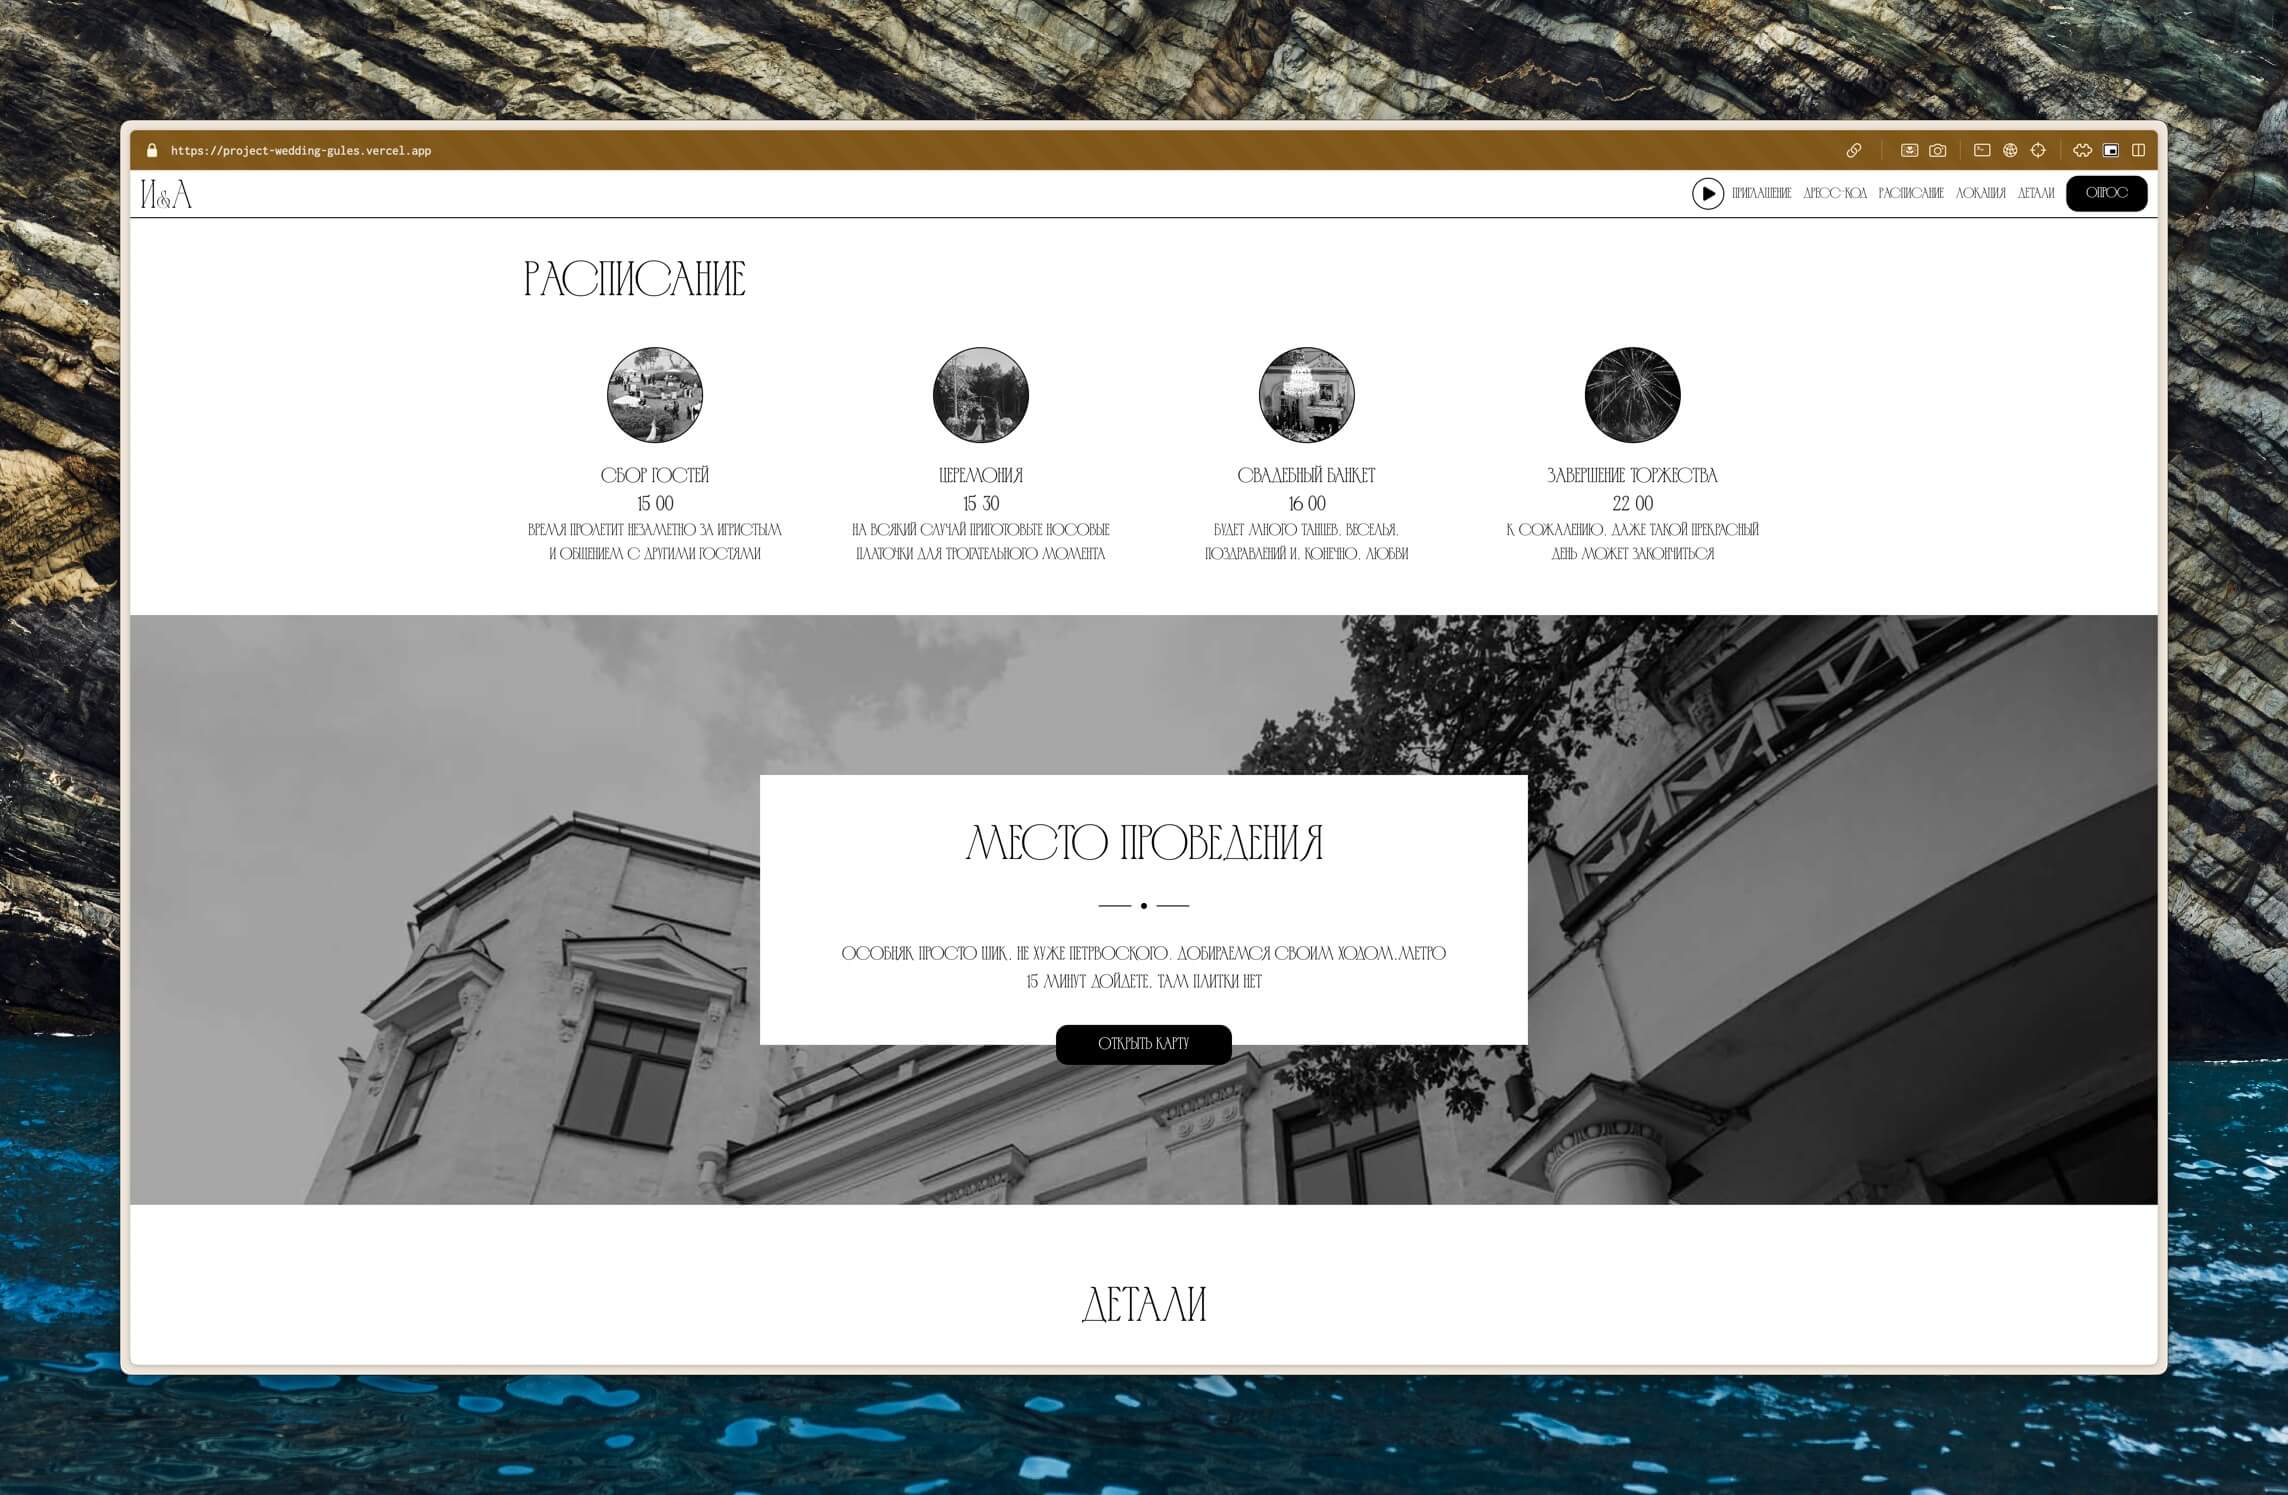 https://project-wedding-gules.vercel.app
И&А
ПРИГЛАШЕНИЕ ДРЕСС-КОД РАСПИСАНИЕ ЛОКАЦИЯ ДЕТАЛИ ОПРОС
РАСПИСАНИЕ
СБОР ГОСТЕЙ
15 00
ВРЕМЯ ПРОЛЕТИТ НЕЗАМЕТНО ЗА ИГРИСТЫМ
И ОБЩЕНИЕМ С ДРУГИМИ ГОСТЯМИ
ЦЕРЕМОНИЯ
15 30
НА ВСЯКИЙ СЛУЧАЙ ПРИГОТОВЬТЕ НОСОВЫЕ
ПЛАТОЧКИ ДЛЯ ТРОГАТЕЛЬНОГО МОМЕНТА
СВАДЕБНЫЙ БАНКЕТ
16 00
БУДЕТ МНОГО ТАНЦЕВ, ВЕСЕЛЬЯ,
ПОЗДРАВЛЕНИЙ И, КОНЕЧНО, ЛЮБВИ
ЗАВЕРШЕНИЕ ТОРЖЕСТВА
22 00
К СОЖАЛЕНИЮ, ДАЖЕ ТАКОЙ ПРЕКРАСНЫЙ
ДЕНЬ МОЖЕТ ЗАКОНЧИТЬСЯ
МЕСТО ПРОВЕДЕНИЯ
ОСОБНЯК ПРОСТО ШИК, НЕ ХУЖЕ ПЕТРВОСКОГО. ДОБИРАЕМСЯ СВОИМ ХОДОМ,МЕТРО
15 МИНУТ ДОЙДЕТЕ, ТАМ ПЛИТКИ НЕТ
ОТКРЫТЬ КАРТУ
ДЕТАЛИ